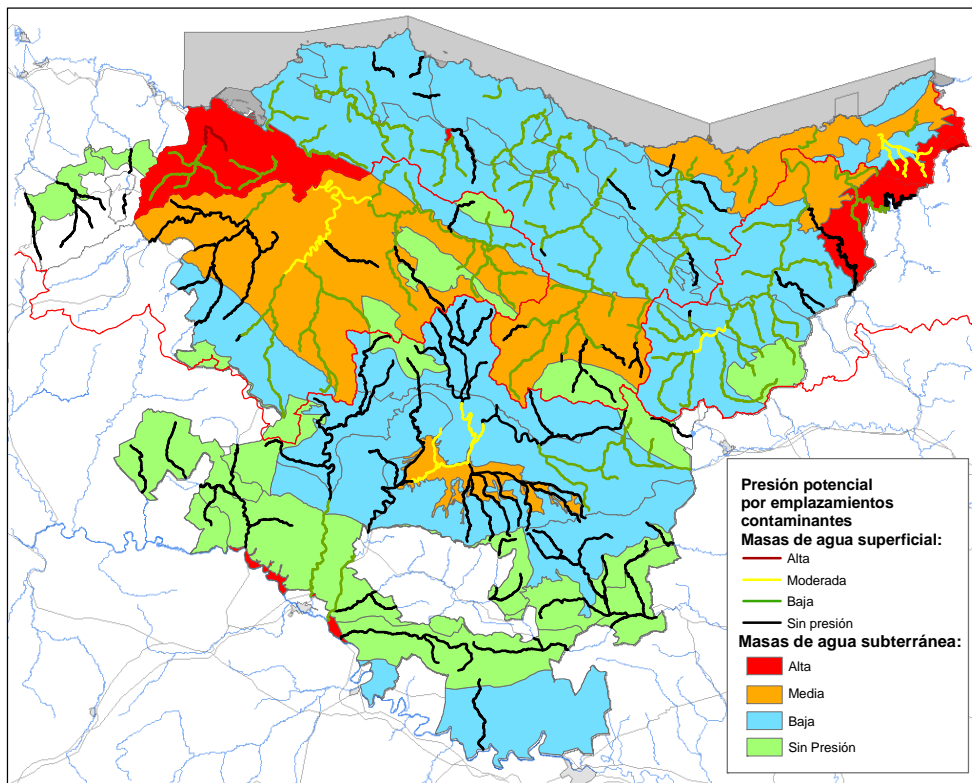 Presión potencial
por emplazamientos
contaminantes
Masas de agua superficial:
Alta
Moderada
Baja
Sin presión
Masas de agua subterránea:
Alta
Media
Baja
Sin Presión